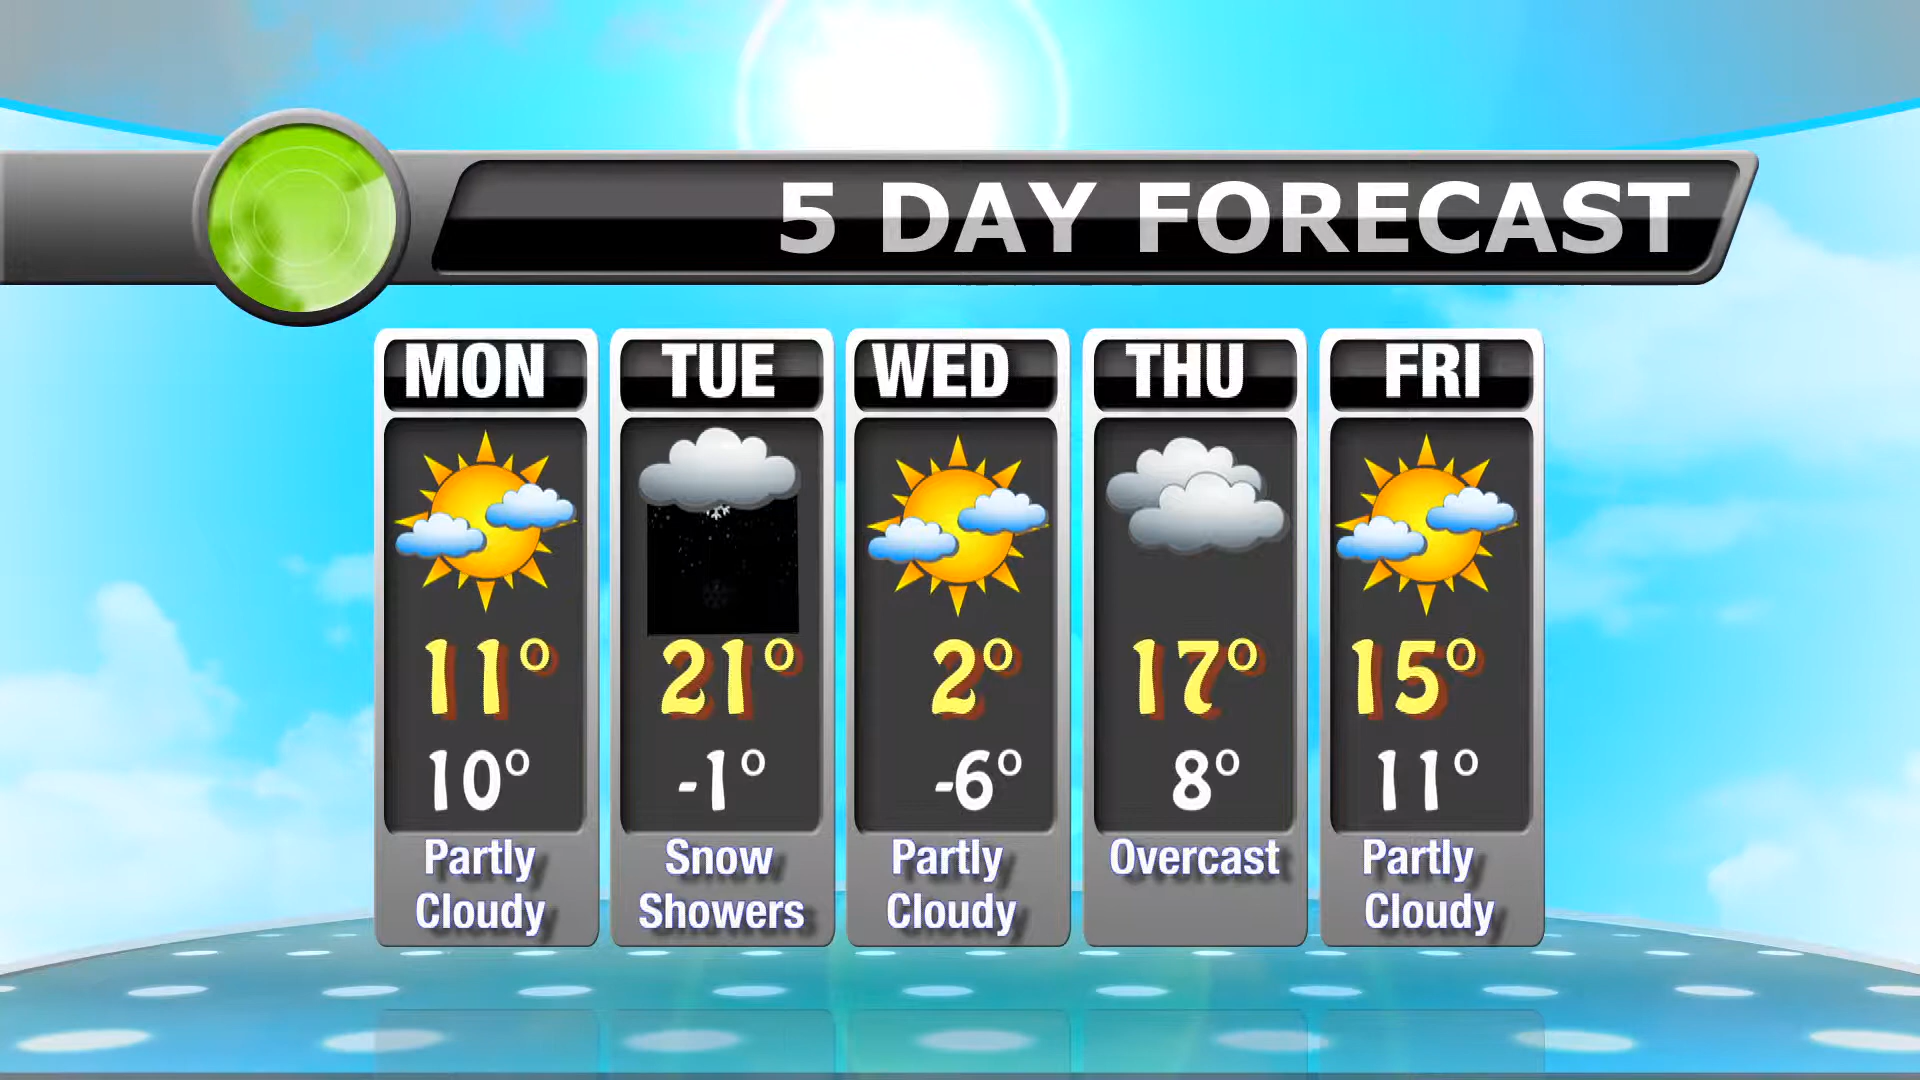 5 DAY FORECAST
MON
TUE
WED
THU
FRI
11°
21°
2°
17°
15°
10°
-1°
-6°
8°
11°
Partly
Cloudy
Snow
Showers
Partly
Cloudy
Overcast
Partly
Cloudy